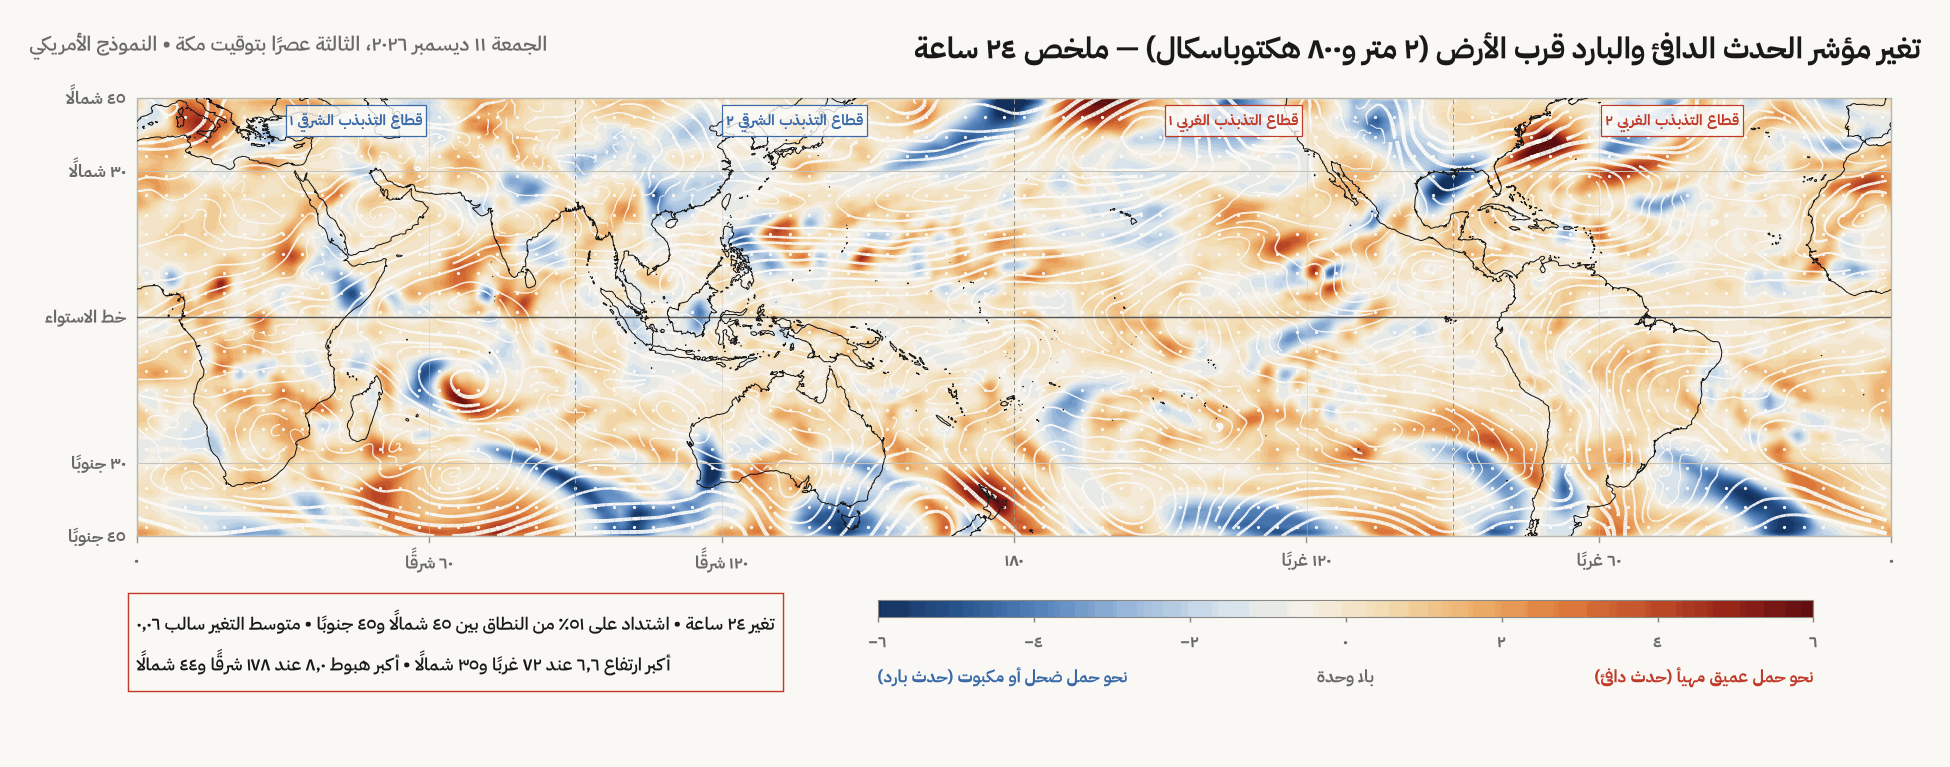 تغير مؤشر الحدث الدافئ والبارد قرب الأرض (٢ متر و٨٠٠ هكتوباسكال) — ملخص ٢٤ ساعة
الجمعة ١١ ديسمبر ٢٠٢٦، الثالثة عصرًا بتوقيت مكة • النموذج الأمريكي
قطاع التذبذب الشرقي ١
قطاع التذبذب الشرقي ٢
قطاع التذبذب الغربي ١
قطاع التذبذب الغربي ٢
٤٥ شمالًا
٣٠ شمالًا
خط الاستواء
٣٠ جنوبًا
٤٥ جنوبًا
٠
٦٠ شرقًا
١٢٠ شرقًا
١٨٠
١٢٠ غربًا
٦٠ غربًا
٠
تغير ٢٤ ساعة • اشتداد على ٥١٪ من النطاق بين ٤٥ شمالًا و٤٥ جنوبًا • متوسط التغير سالب ٠,٠٦
أكبر ارتفاع ٦,٦ عند ٧٢ غربًا و٣٥ شمالًا • أكبر هبوط ٨,٠ عند ١٧٨ شرقًا و٤٤ شمالًا
−٦
−٤
−٢
٠
٢
٤
٦
نحو حمل ضحل أو مكبوت (حدث بارد)
بلا وحدة
نحو حمل عميق مهيأ (حدث دافئ)